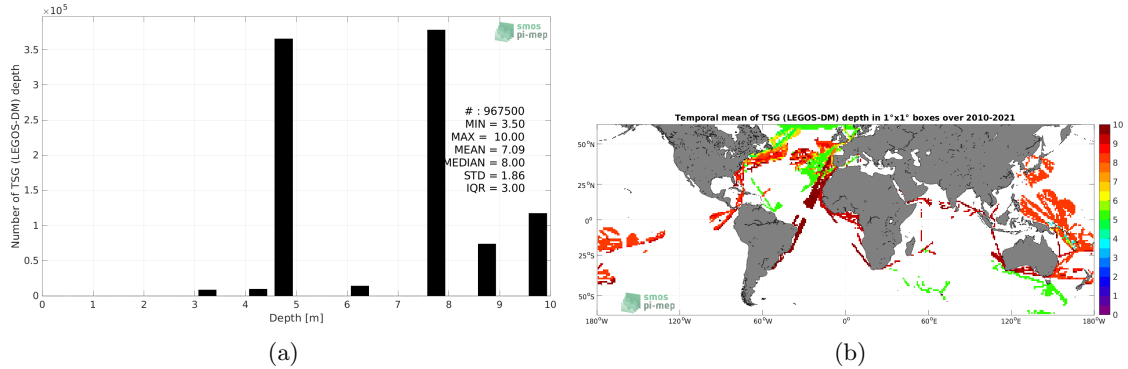 ×10^5
smos
pi-mep
3.5
3
2.5
2
1.5
1
0.5
0
Number of TSG (LEGOS-DM) depth
# : 967500
MIN = 3.50
MAX = 10.00
MEAN = 7.09
MEDIAN = 8.00
STD = 1.86
IQR = 3.00
0 1 2 3 4 5 6 7 8 9 10
Depth [m]
(a)
Temporal mean of TSG (LEGOS-DM) depth in 1°x1° boxes over 2010-2021
50°N
25°N
0°
25°S
50°S
180°W 120°W 60°W 0° 60°E 120°E 180°E
smos
pi-mep
10
9
8
7
6
5
4
3
2
1
0
(b)